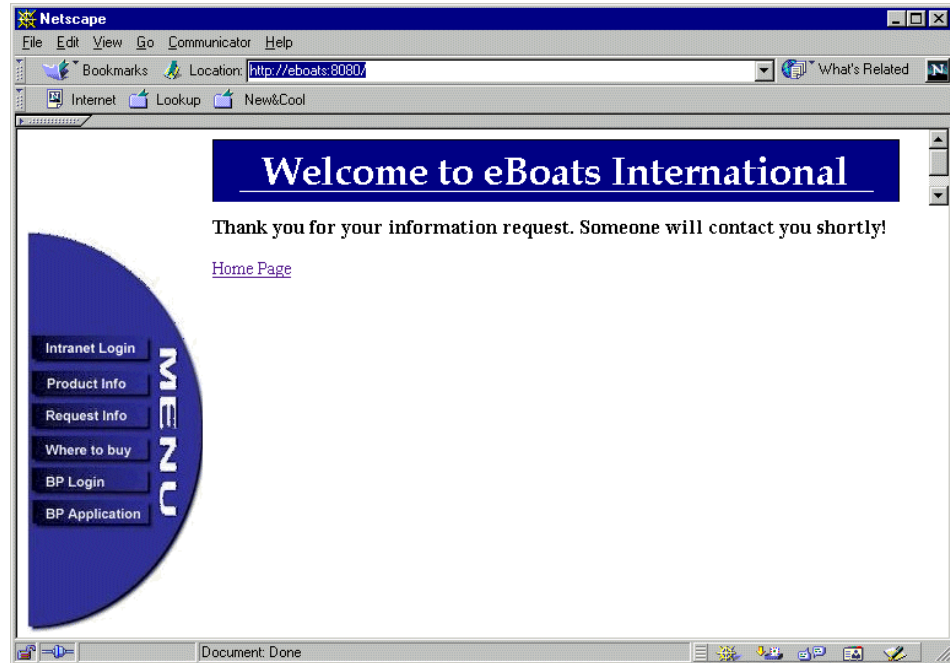 Netscape
File Edit View Go Communicator Help
Bookmarks Location: http://eboats:8080/ What's Related N
Internet Lookup New&Cool
Welcome to eBoats International
Thank you for your information request. Someone will contact you shortly!
Home Page
MENU
Intranet Login
Product Info
Request Info
Where to buy
BP Login
BP Application
Document: Done